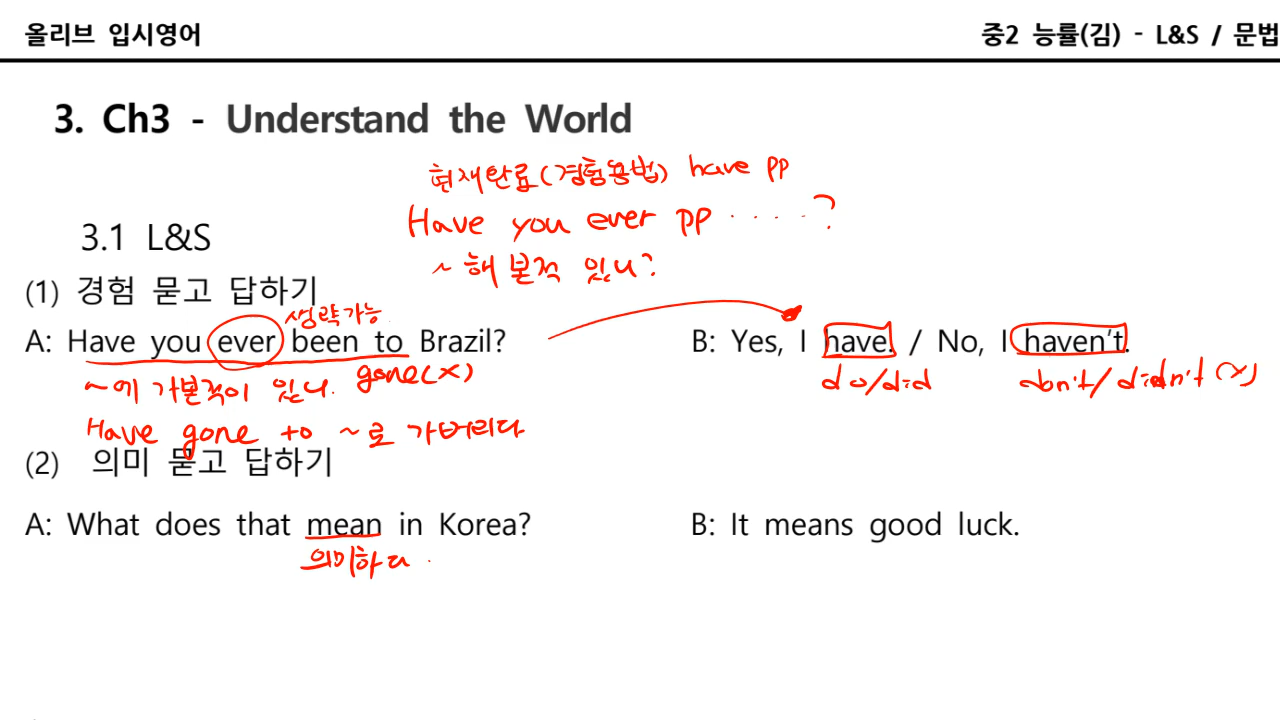 올리브 입시영어
중2 능률(김) - L&S / 문법
3. Ch3 - Understand the World
현재완료(경험용법) have pp
Have you ever pp ..... ?
~ 해 본적 있니?
3.1 L&S
(1) 경험 묻고 답하기
생략가능
A: Have you ever been to Brazil?
B: Yes, I have. / No, I haven't.
~에 가본적이 있니. gone(X)
do/did
don't/didn't (X)
Have gone to ~로 가버리다
(2) 의미 묻고 답하기
A: What does that mean in Korea?
B: It means good luck.
의미하다.